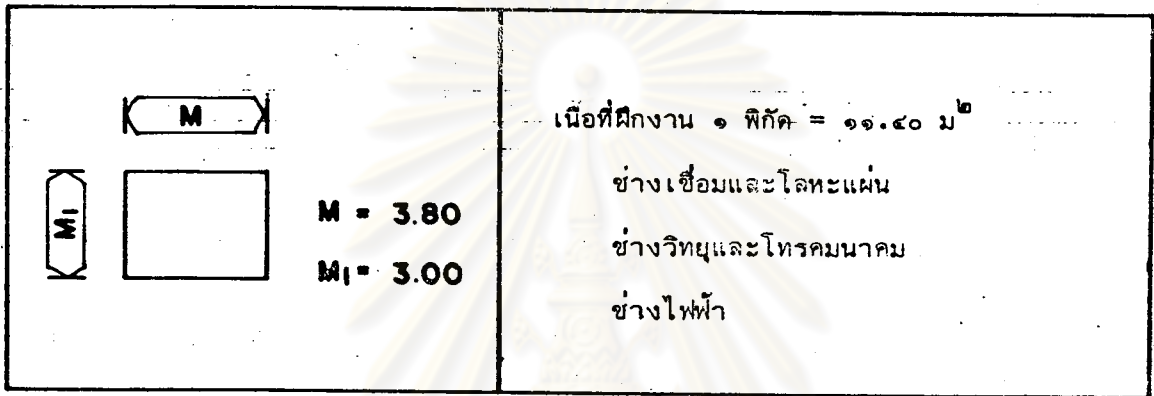 M
M1
M = 3.80
M1 = 3.00
เนื้อที่ฝึกงาน ๑ พิกัด = ๑๑.๔๐ ม๒
ช่างเชื่อมและโลหะแผ่น
ช่างวิทยุและโทรคมนาคม
ช่างไฟฟ้า